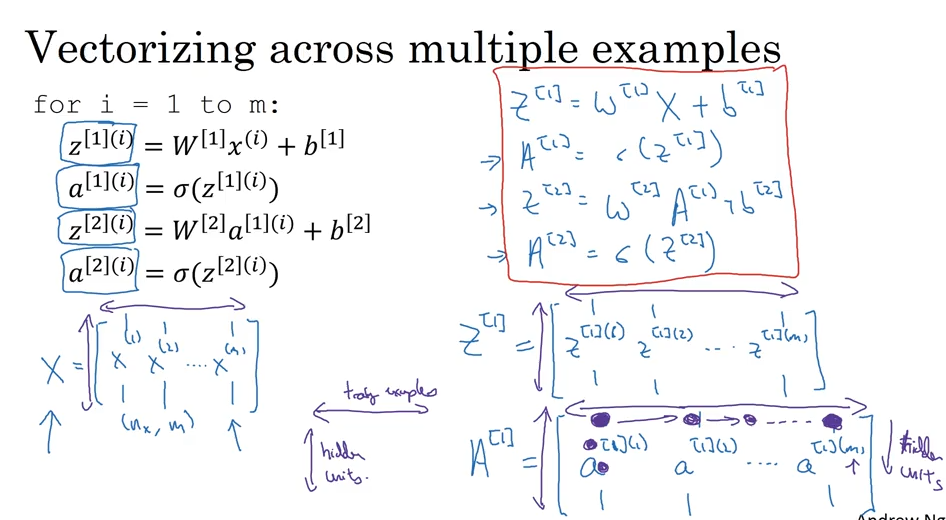 Vectorizing across multiple examples
for i = 1 to m:
z^[1](i) = W^[1]x^(i) + b^[1]
a^[1](i) = σ(z^[1](i))
z^[2](i) = W^[2]a^[1](i) + b^[2]
a^[2](i) = σ(z^[2](i))
Z^[1] = W^[1] X + b^[1]
→ A^[1] = σ(Z^[1])
→ Z^[2] = W^[2] A^[1] + b^[2]
→ A^[2] = σ(Z^[2])
X = [x^(1) x^(2) .... x^(m)]
(n_x, m)
training examples
hidden units.
Z^[1] = [z^[1](1) z^[1](2) ... z^[1](m)]
A^[1] = [a^[1](1) a^[1](2) .... a^[1](m)]
hidden units
Andrew Ng